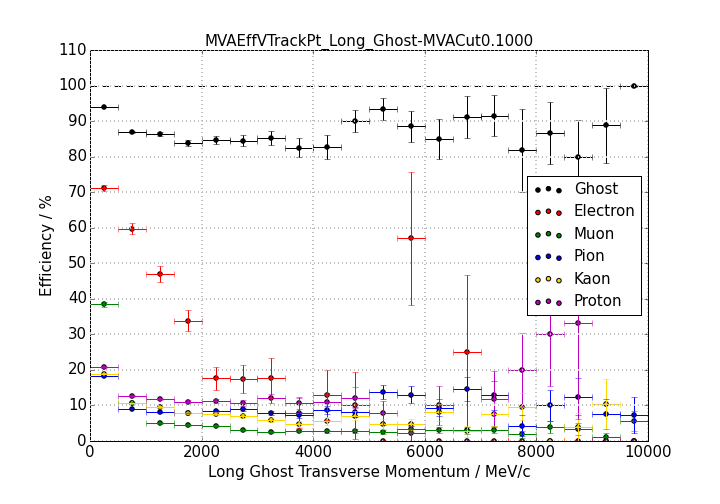 MVAEffVTrackPt_Long_Ghost-MVACut0.1000
110
100
90
80
70
60
50
40
30
20
10
0
Efficiency / %
Ghost
Electron
Muon
Pion
Kaon
Proton
0 2000 4000 6000 8000 10000
Long Ghost Transverse Momentum / MeV/c